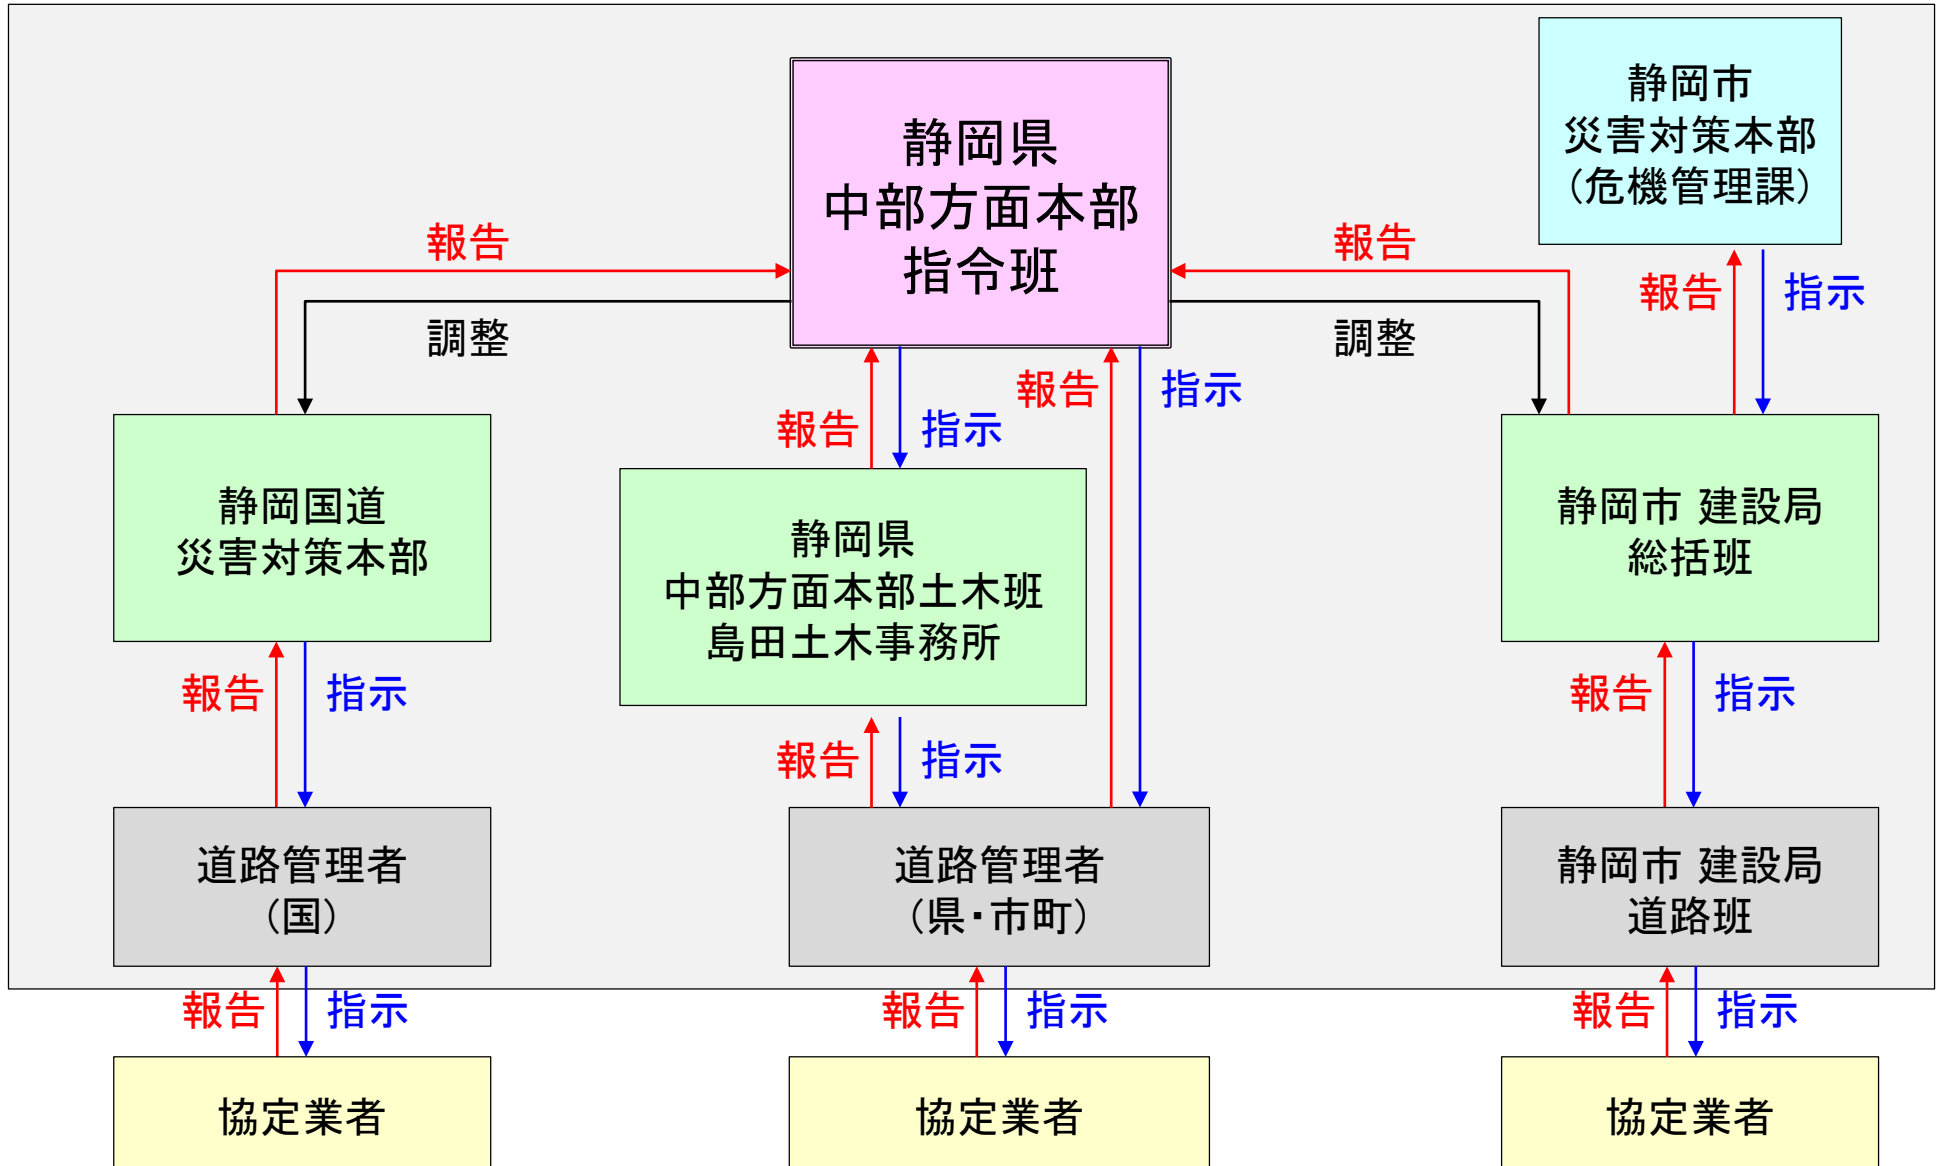 静岡市
災害対策本部
（危機管理課）
静岡県
中部方面本部
指令班
報告
報告
報告
指示
調整
調整
報告
指示
報告
指示
静岡国道
災害対策本部
静岡県
中部方面本部土木班
島田土木事務所
静岡市 建設局
総括班
報告
指示
報告
指示
報告
指示
道路管理者
（国）
道路管理者
（県・市町）
静岡市 建設局
道路班
報告
指示
報告
指示
報告
指示
協定業者
協定業者
協定業者